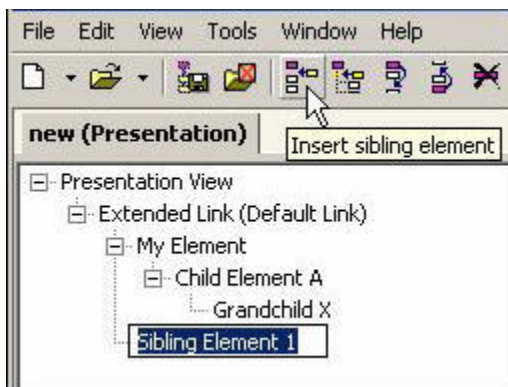 File Edit View Tools Window Help
new (Presentation)
Insert sibling element
Presentation View
Extended Link (Default Link)
My Element
Child Element A
Grandchild X
Sibling Element 1